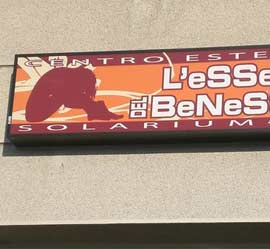 CENTRO ESTE
L'eSSe
DEL BeNeS
SOLARIUM